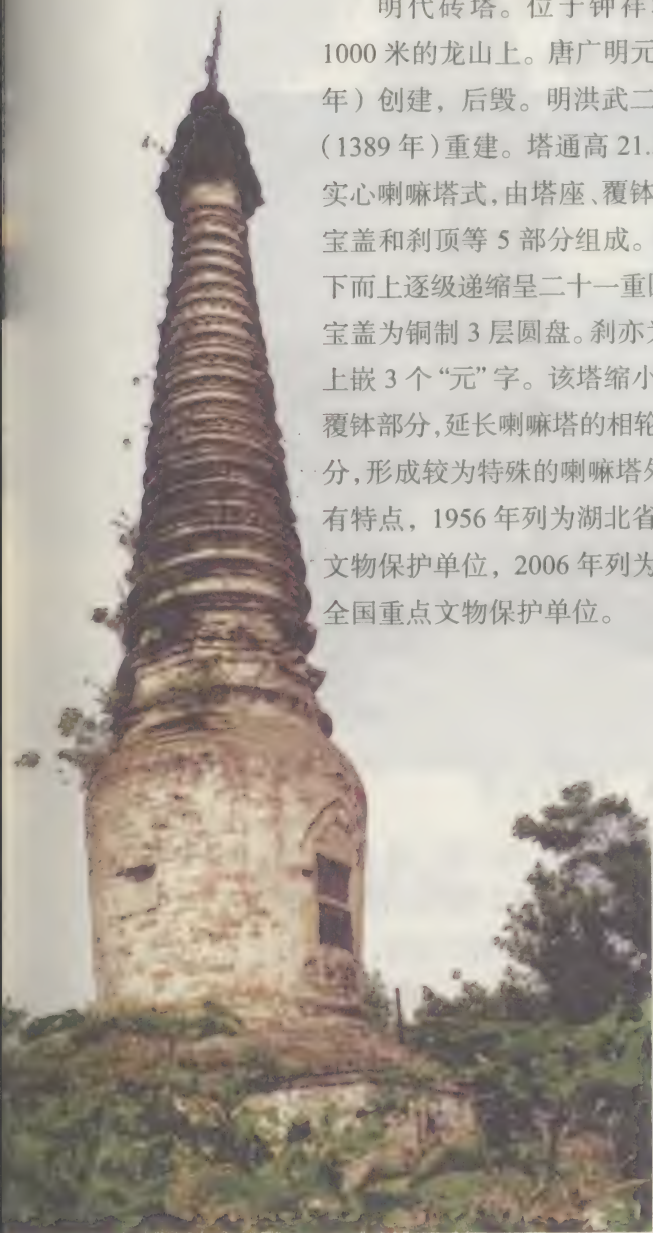 明代砖塔。位于钟祥
1000 米的龙山上。唐广明元
年）创建，后毁。明洪武二
（1389 年）重建。塔通高 21.
实心喇嘛塔式，由塔座、覆钵
宝盖和刹顶等 5 部分组成。
下而上逐级递缩呈二十一重
宝盖为铜制 3 层圆盘。刹亦
上嵌 3 个“元”字。该塔缩小
覆钵部分，延长喇嘛塔的相轮
分，形成较为特殊的喇嘛塔
有特点，1956 年列为湖北省
文物保护单位，2006 年列为
全国重点文物保护单位。